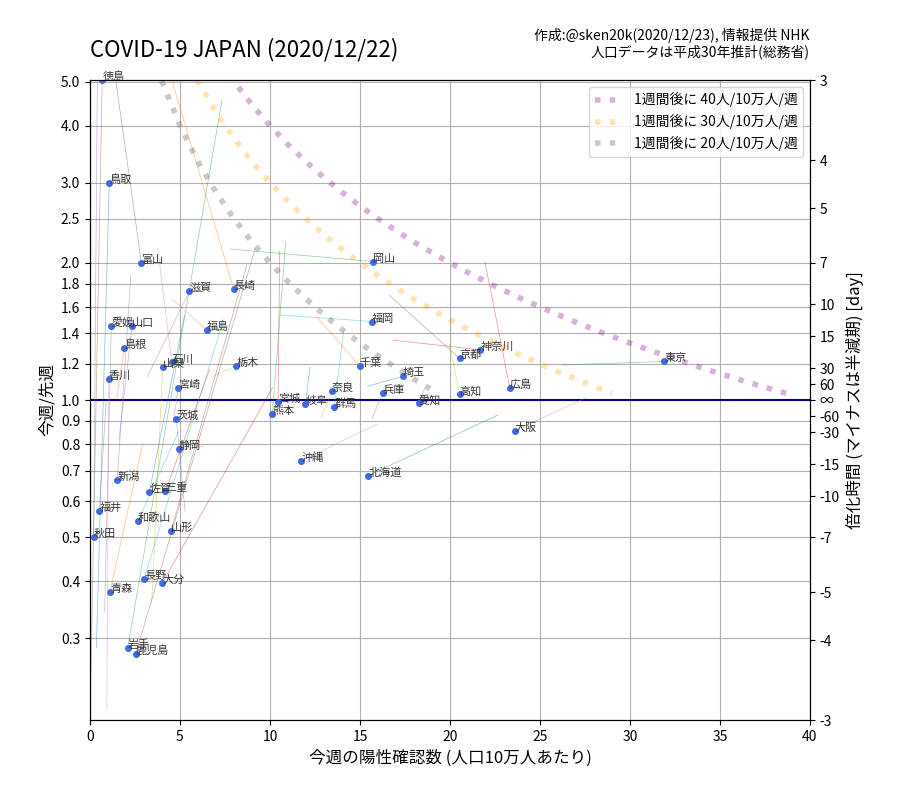 COVID-19 JAPAN (2020/12/22)
作成:@sken20k(2020/12/23), 情報提供 NHK
人口データは平成30年推計(総務省)
1週間後に 40人/10万人/週
1週間後に 30人/10万人/週
1週間後に 20人/10万人/週
今週/先週
5.0
4.0
3.0
2.5
2.0
1.8
1.6
1.4
1.2
1.0
0.9
0.8
0.7
0.6
0.5
0.4
0.3
徳島
鳥取
富山
岡山
滋賀
長崎
愛媛
山口
福島
福岡
島根
神奈川
京都
東京
石川
山梨
栃木
千葉
香川
埼玉
宮崎
奈良
兵庫
高知
広島
宮城
岐阜
群馬
愛知
熊本
茨城
大阪
静岡
沖縄
新潟
北海道
佐賀
三重
福井
和歌山
山形
秋田
長野
大分
青森
岩手
鹿児島
3
4
5
7
10
15
30
60
∞
-60
-30
-15
-10
-7
-5
-4
-3
倍化時間 (マイナスは半減期) [day]
0 5 10 15 20 25 30 35 40
今週の陽性確認数 (人口10万人あたり)